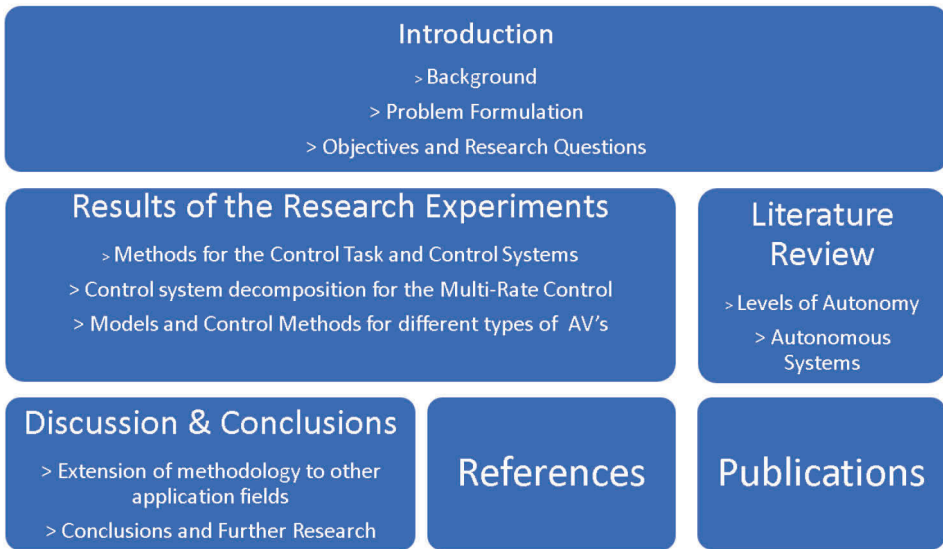 Introduction
> Background
> Problem Formulation
> Objectives and Research Questions
Results of the Research Experiments
> Methods for the Control Task and Control Systems
> Control system decomposition for the Multi-Rate Control
> Models and Control Methods for different types of AV's
Literature
Review
> Levels of Autonomy
> Autonomous
Systems
Discussion & Conclusions
> Extension of methodology to other
application fields
> Conclusions and Further Research
References
Publications